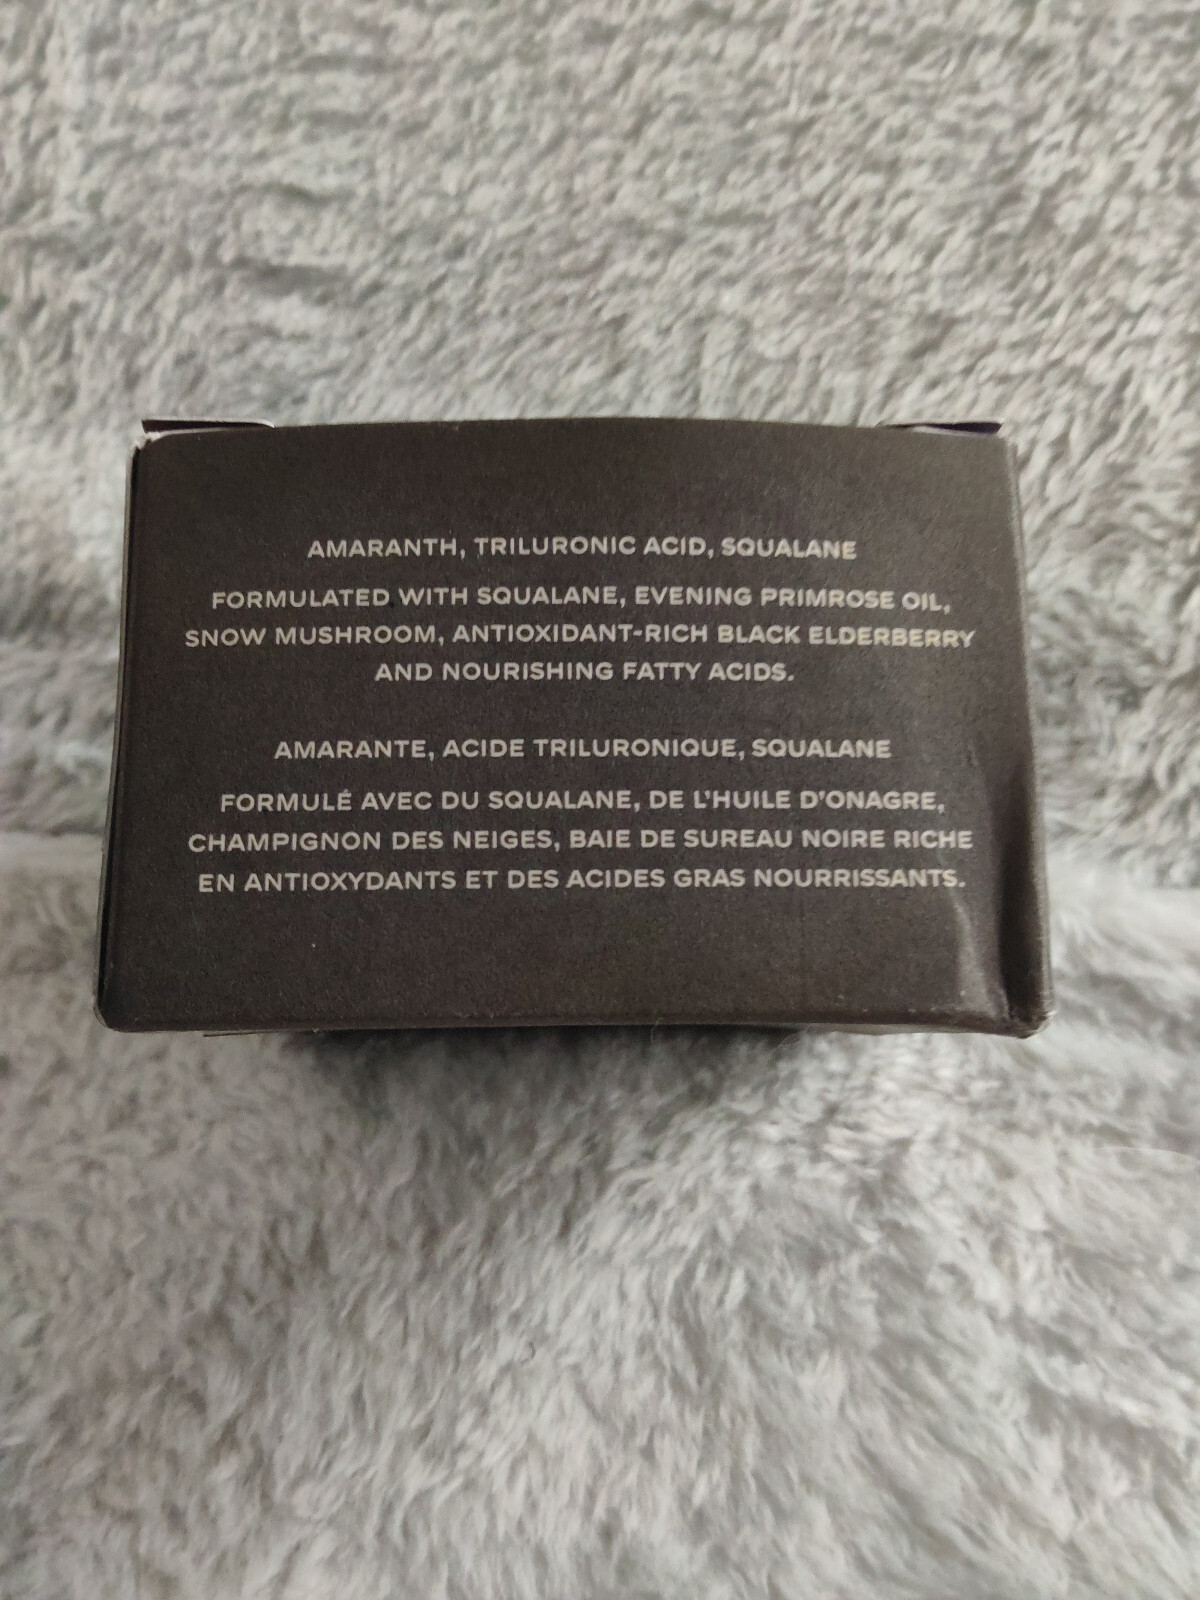 AMARANTH, TRILURONIC ACID, SQUALANE
FORMULATED WITH SQUALANE, EVENING PRIMROSE OIL,
SNOW MUSHROOM, ANTIOXIDANT-RICH BLACK ELDERBERRY
AND NOURISHING FATTY ACIDS.
AMARANTE, ACIDE TRILURONIQUE, SQUALANE
FORMULÉ AVEC DU SQUALANE, DE L'HUILE D'ONAGRE,
CHAMPIGNON DES NEIGES, BAIE DE SUREAU NOIRE RICHE
EN ANTIOXYDANTS ET DES ACIDES GRAS NOURRISSANTS.